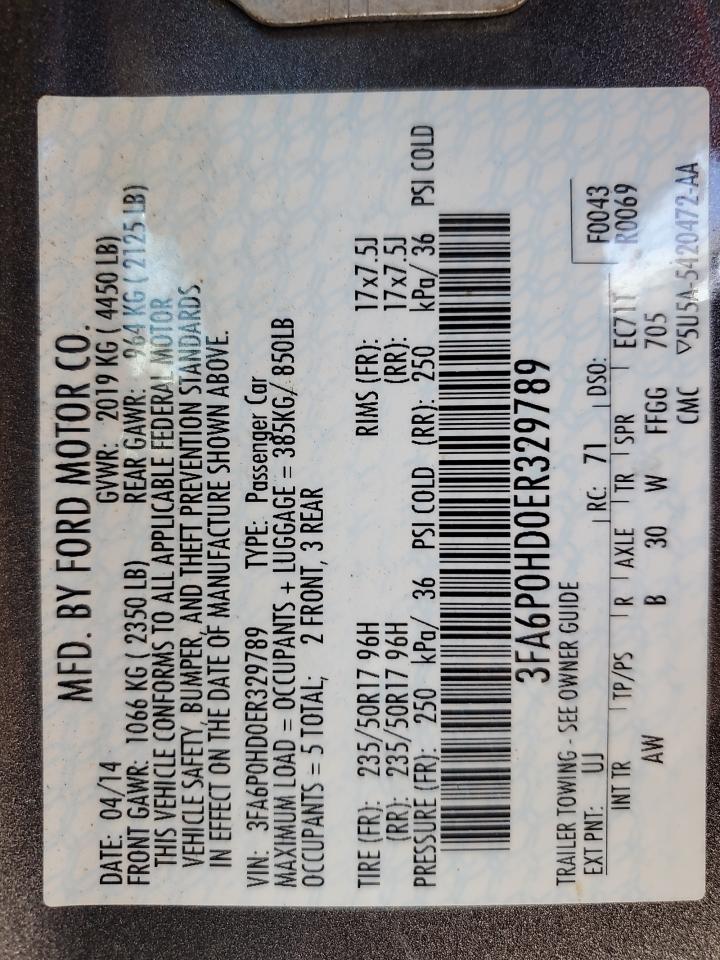 MFD. BY FORD MOTOR CO.
DATE: 04/14 GVWR: 2019 KG ( 4450 LB)
FRONT GAWR: 1066 KG ( 2350 LB) REAR GAWR: 964 KG ( 2125 LB)
THIS VEHICLE CONFORMS TO ALL APPLICABLE FEDERAL MOTOR
VEHICLE SAFETY, BUMPER, AND THEFT PREVENTION STANDARDS
IN EFFECT ON THE DATE OF MANUFACTURE SHOWN ABOVE.
VIN: 3FA6P0HD0ER329789 TYPE: Passenger Car
MAXIMUM LOAD = OCCUPANTS + LUGGAGE = 385KG/ 850LB
OCCUPANTS = 5 TOTAL; 2 FRONT, 3 REAR
TIRE (FR): 235/50R17 96H RIMS (FR): 17x7.5J
(RR): 235/50R17 96H (RR): 17x7.5J
PRESSURE (FR): 250 kPa/ 36 PSI COLD (RR): 250 kPa/ 36 PSI COLD
3FA6P0HD0ER329789
TRAILER TOWING - SEE OWNER GUIDE F0043
EXT PNT: UJ RC: 71 DSO: R0069
INT TR TP/PS R AXLE TR SPR EC71T
AW B 30 W FFGG 705
CMC ▽5U5A-5420472-AA